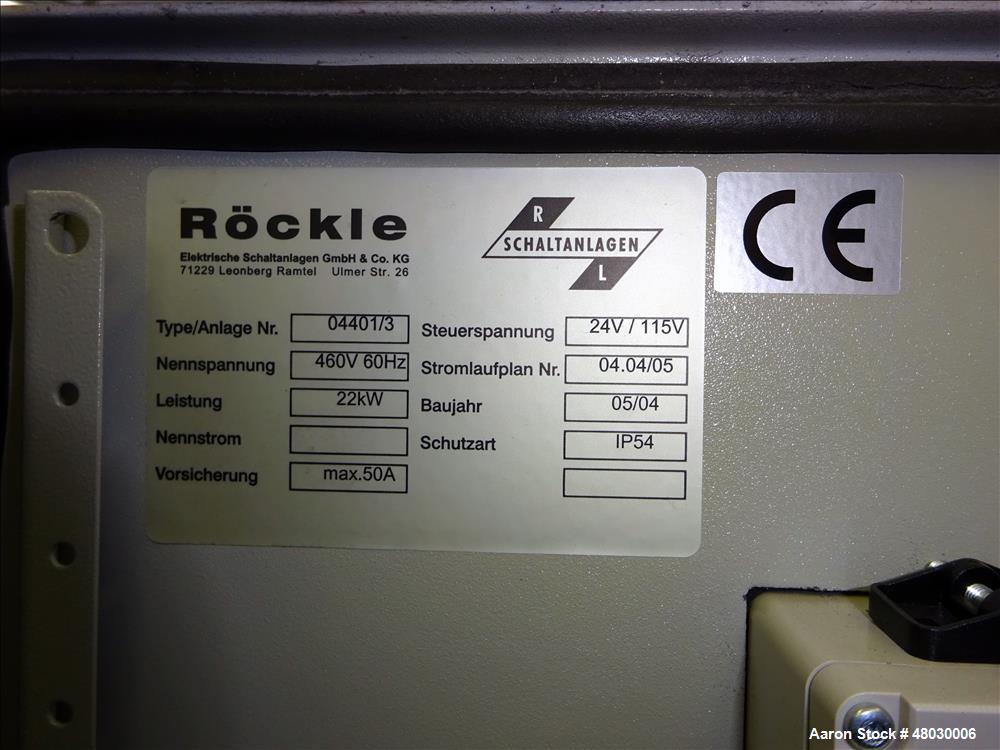 Röckle
Elektrische Schaltanlagen GmbH & Co. KG
71229 Leonberg Ramtel Ulmer Str. 26
R
SCHALTANLAGEN
L
CE
Type/Anlage Nr. 04401/3
Nennspannung 460V 60Hz
Leistung 22kW
Nennstrom
Vorsicherung max.50A
Steuerspannung 24V / 115V
Stromlaufplan Nr. 04.04/05
Baujahr 05/04
Schutzart IP54
Aaron Stock # 48030006